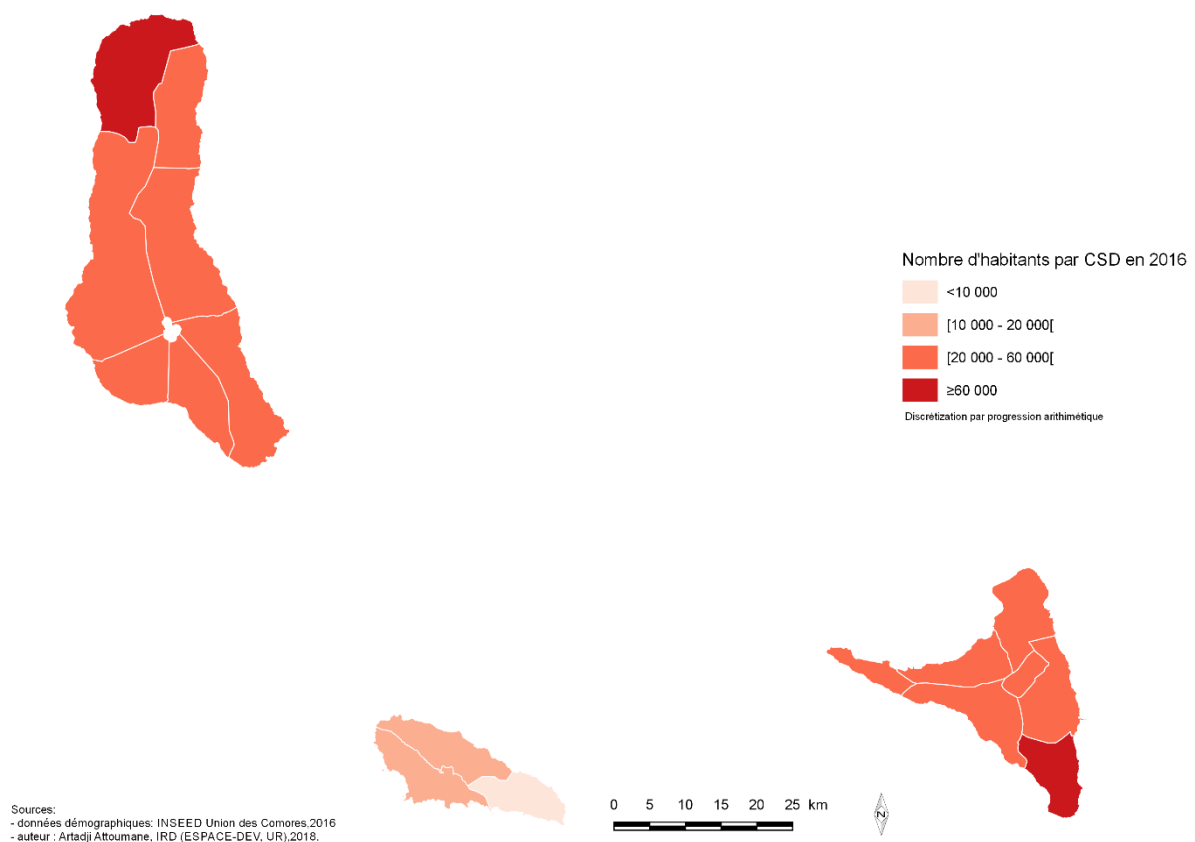 Nombre d'habitants par CSD en 2016
<10 000
[10 000 - 20 000[
[20 000 - 60 000[
≥60 000
Discrétization par progression arithimétique
0 5 10 15 20 25 km
N
Sources:
- données démographiques: INSEED Union des Comores,2016
- auteur : Artadji Attoumane, IRD (ESPACE-DEV, UR),2018.